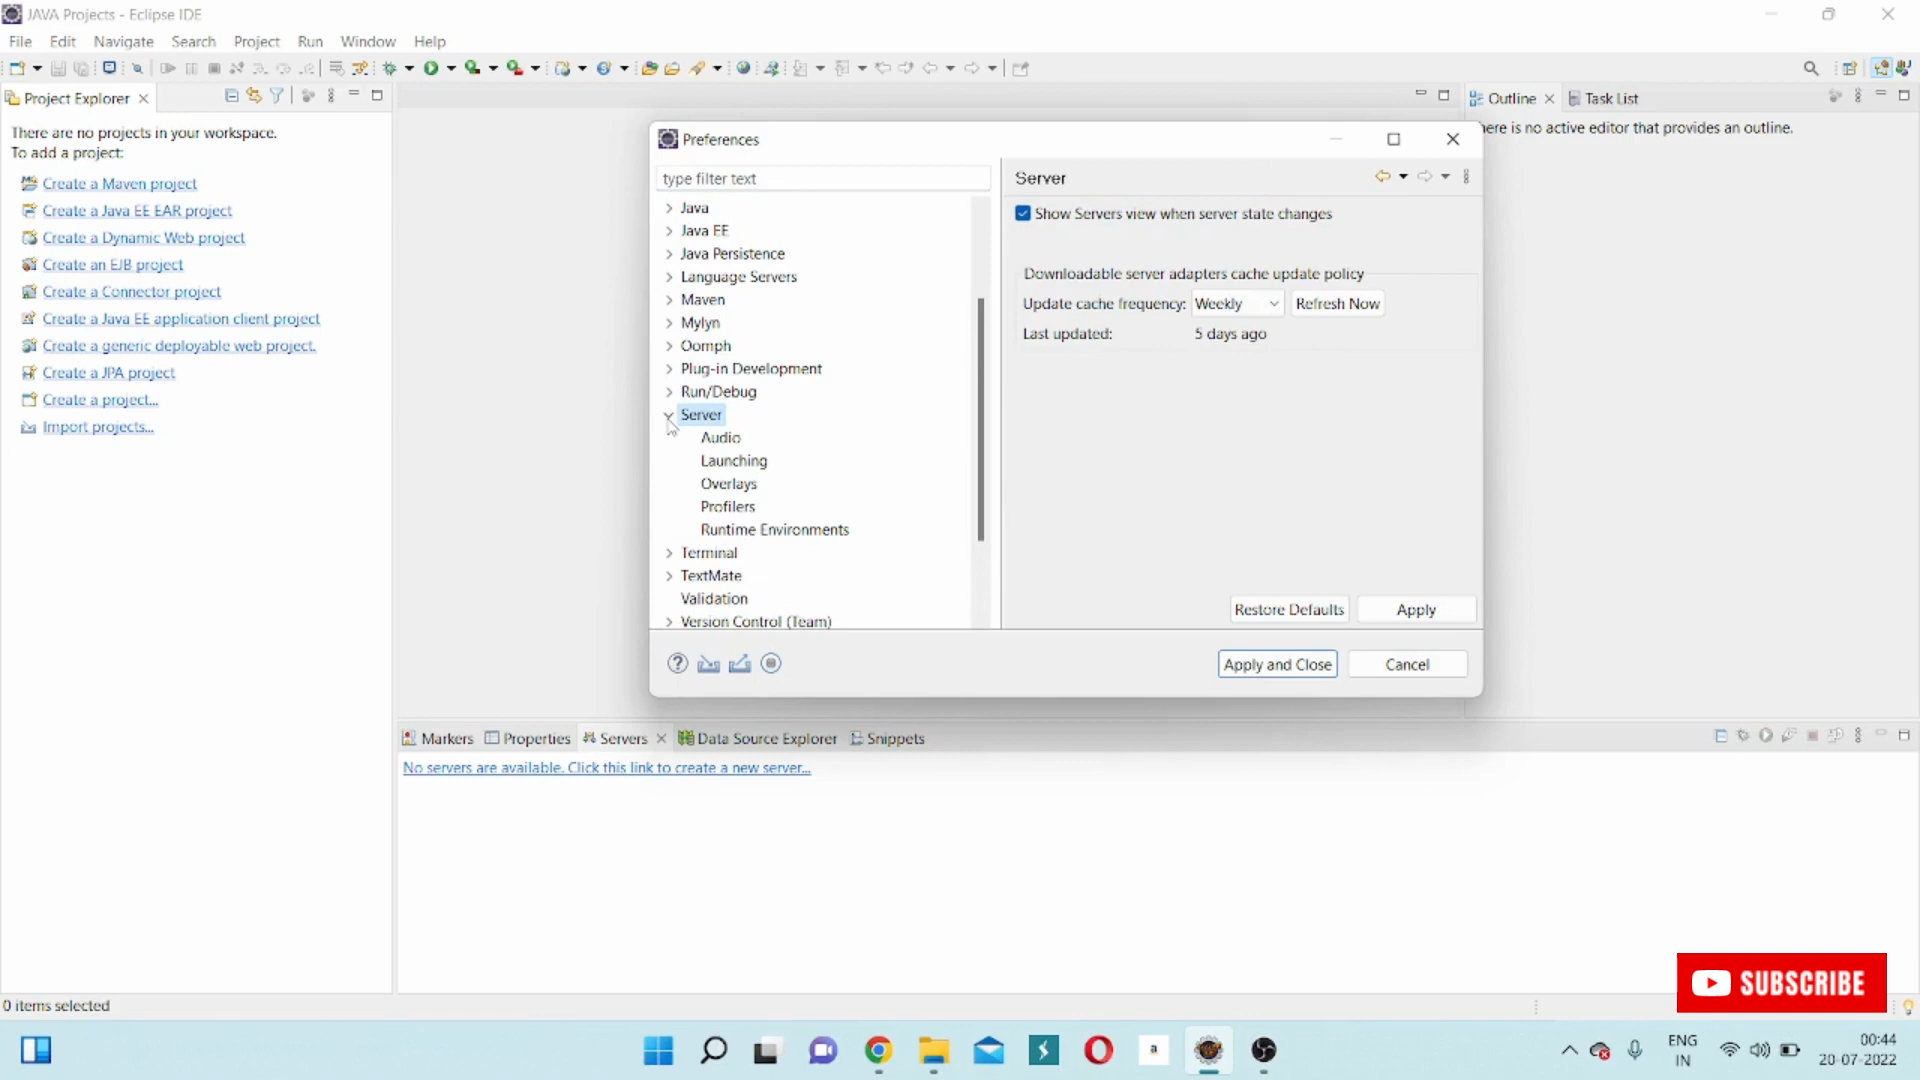 JAVA Projects - Eclipse IDE
File Edit Navigate Search Project Run Window Help
Project Explorer
There are no projects in your workspace.
To add a project:
Create a Maven project
Create a Java EE EAR project
Create a Dynamic Web project
Create an EJB project
Create a Connector project
Create a Java EE application client project
Create a generic deployable web project.
Create a JPA project
Create a project...
Import projects...
0 items selected
Preferences
type filter text
Java
Java EE
Java Persistence
Language Servers
Maven
Mylyn
Oomph
Plug-in Development
Run/Debug
Server
Audio
Launching
Overlays
Profilers
Runtime Environments
Terminal
TextMate
Validation
Version Control (Team)
Server
Show Servers view when server state changes
Downloadable server adapters cache update policy
Update cache frequency: Weekly Refresh Now
Last updated: 5 days ago
Restore Defaults Apply
Apply and Close Cancel
Outline Task List
here is no active editor that provides an outline.
Markers Properties Servers Data Source Explorer Snippets
No servers are available. Click this link to create a new server...
SUBSCRIBE
a
ENG
IN
00:44
20-07-2022